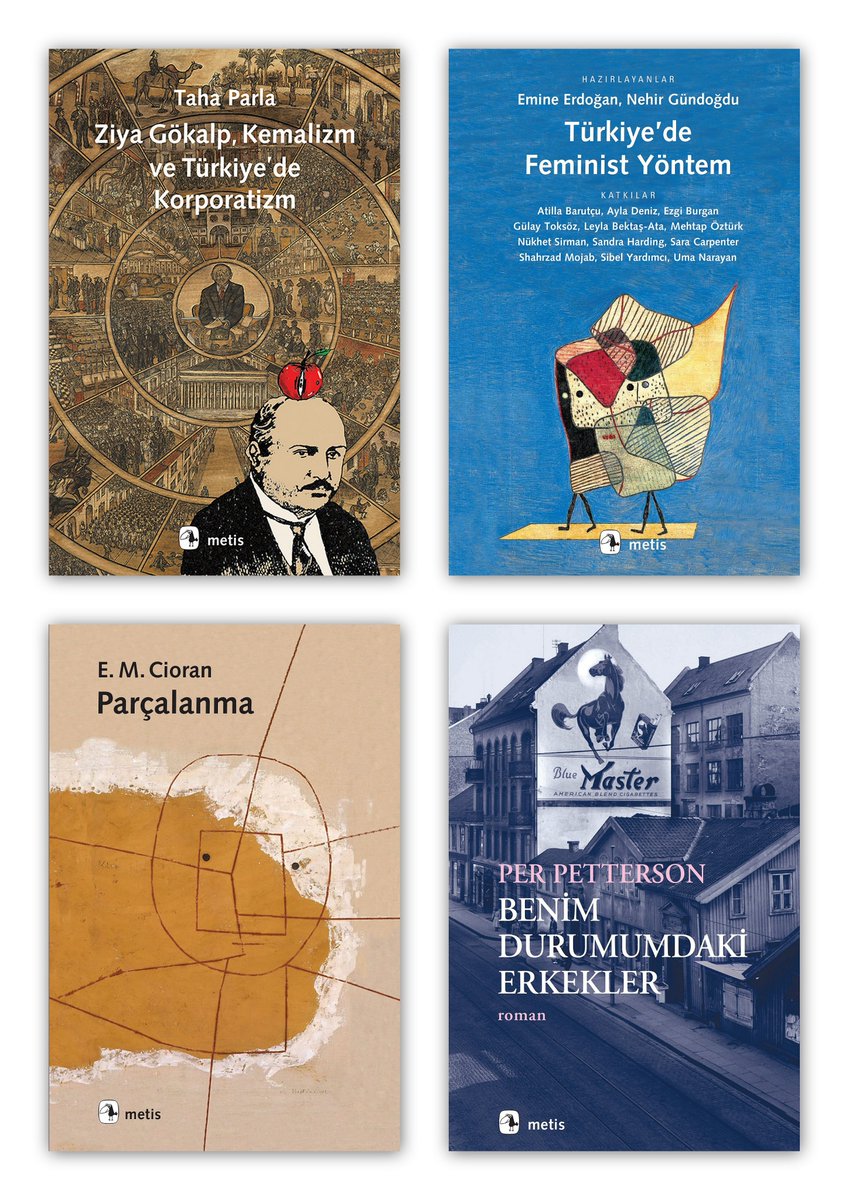 Taha Parla
Ziya Gökalp, Kemalizm
ve Türkiye'de
Korporatizm
metis
HAZIRLAYANLAR
Emine Erdoğan, Nehir Gündoğdu
Türkiye'de
Feminist Yöntem
KATKILAR
Atilla Barutçu, Ayla Deniz, Ezgi Burgan
Gülay Toksöz, Leyla Bektaş-Ata, Mehtap Öztürk
Nükhet Sirman, Sandra Harding, Sara Carpenter
Shahrzad Mojab, Sibel Yardımcı, Uma Narayan
metis
E. M. Cioran
Parçalanma
metis
Blue Master
AMERICAN BLEND CIGARETTES
PER PETTERSON
BENİM
DURUMUMDAKİ
ERKEKLER
roman
metis